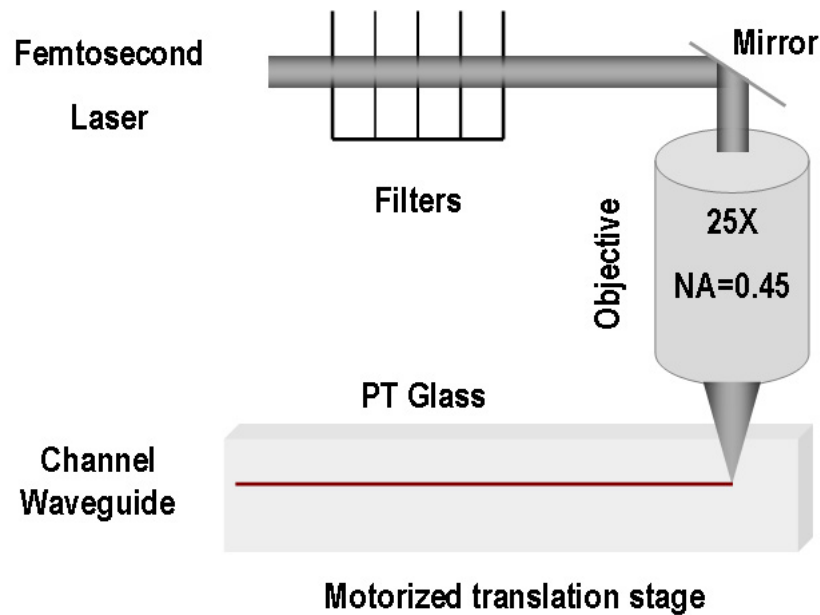 Femtosecond
Laser
Mirror
Filters
Objective
25X
NA=0.45
PT Glass
Channel
Waveguide
Motorized translation stage